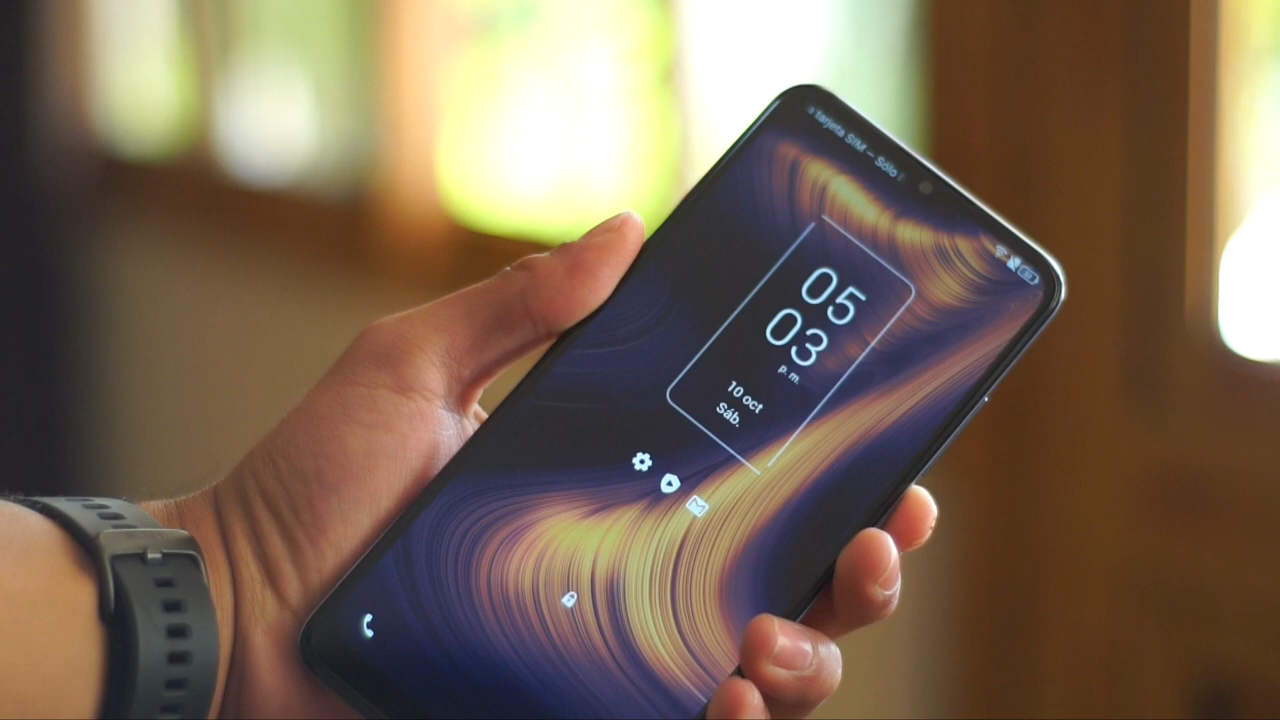 tarjeta SIM — Sólo
05
03
p. m.
10 oct
Sáb.